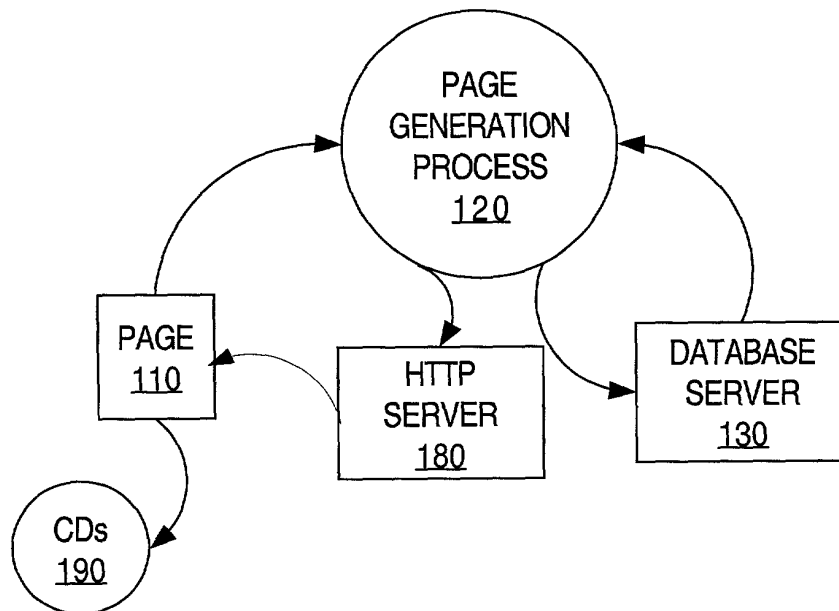 PAGE
GENERATION
PROCESS
120
PAGE
110
HTTP
SERVER
180
DATABASE
SERVER
130
CDs
190